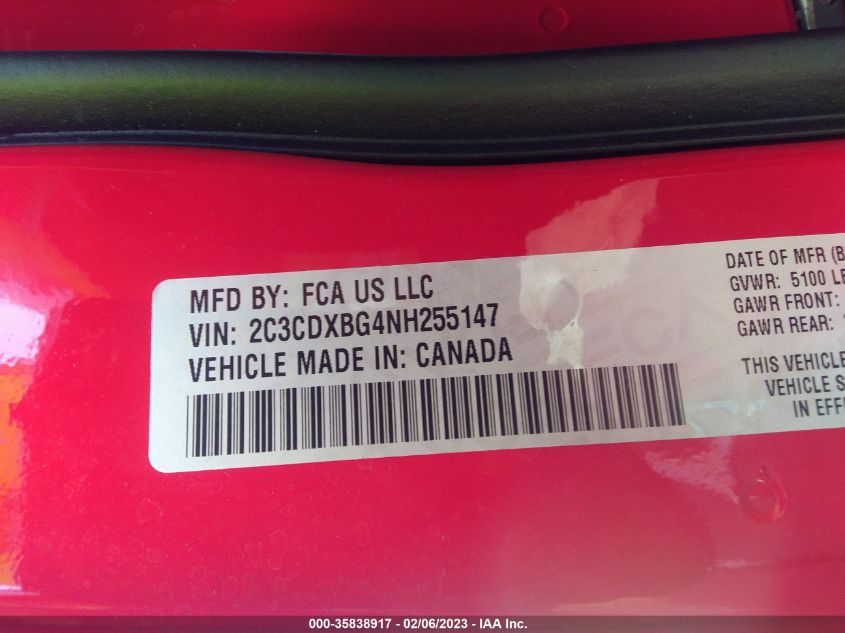 MFD BY: FCA US LLC
VIN: 2C3CDXBG4NH255147
VEHICLE MADE IN: CANADA
DATE OF MFR (B
GVWR: 5100 LE
GAWR FRONT:
GAWR REAR:
THIS VEHICLE
VEHICLE S
IN EFF
000-35838917 - 02/06/2023 - IAA Inc.